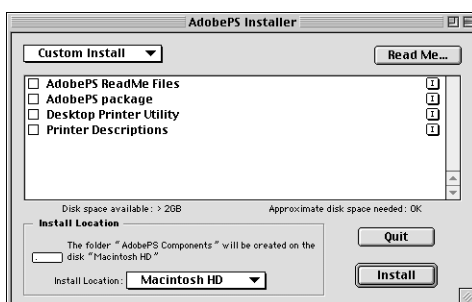 AdobePS Installer
Custom Install
Read Me...
AdobePS ReadMe Files
AdobePS package
Desktop Printer Utility
Printer Descriptions
Disk space available: > 2GB
Approximate disk space needed: 0K
Install Location
The folder "AdobePS Components" will be created on the
disk "Macintosh HD"
Install Location: Macintosh HD
Quit
Install